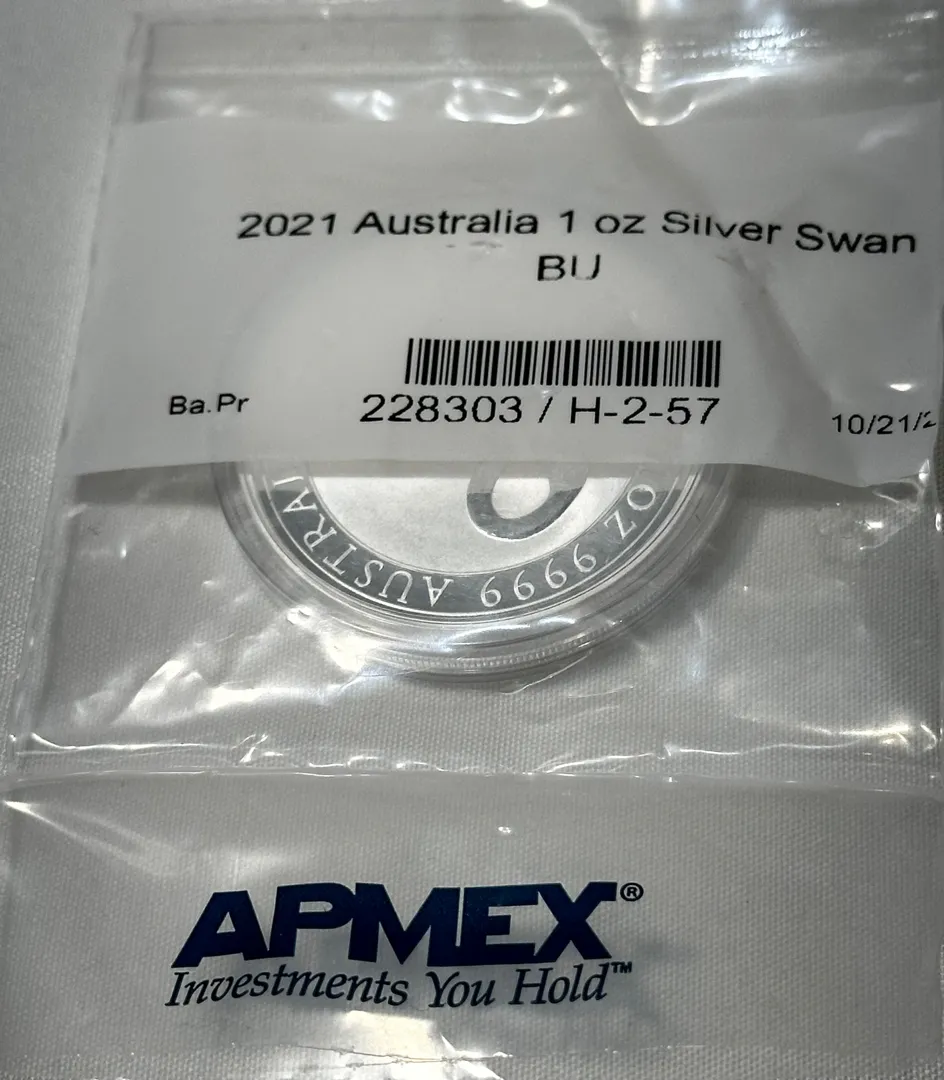 2021 Australia 1 oz Silver Swan
BU
Ba.Pr
228303 / H-2-57
10/21/2
OZ 9999 AUSTRAL
APMEX®
Investments You Hold™